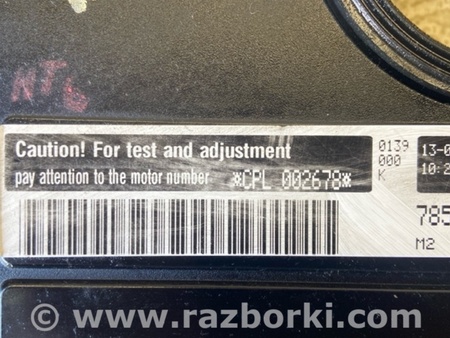 NT6
Caution! For test and adjustment
pay attention to the motor number *CPL 002678*
0139
000
K
13-0
10:2
785
M2
© www.razborki.com